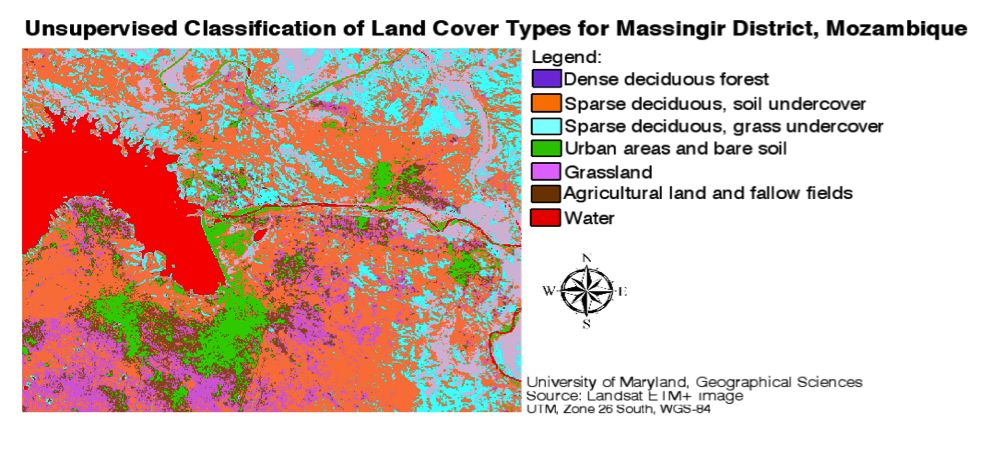 Unsupervised Classification of Land Cover Types for Massingir District, Mozambique
Legend:
Dense deciduous forest
Sparse deciduous, soil undercover
Sparse deciduous, grass undercover
Urban areas and bare soil
Grassland
Agricultural land and fallow fields
Water
N
W E
S
University of Maryland, Geographical Sciences
Source: Landsat ETM+ image
UTM, Zone 26 South, WGS-84